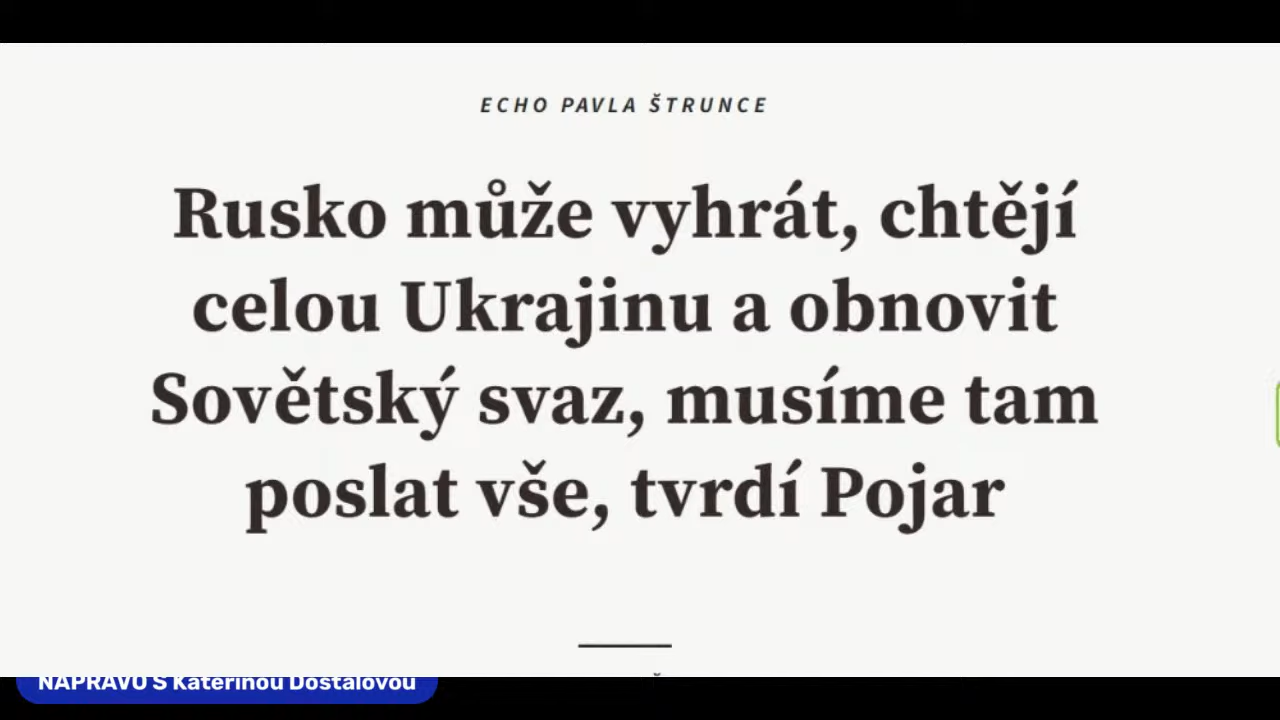 ECHO PAVLA ŠTRUNCE
Rusko může vyhrát, chtějí
celou Ukrajinu a obnovit
Sovětský svaz, musíme tam
poslat vše, tvrdí Pojar
NAPRAVO S Kateřinou Dostálovou